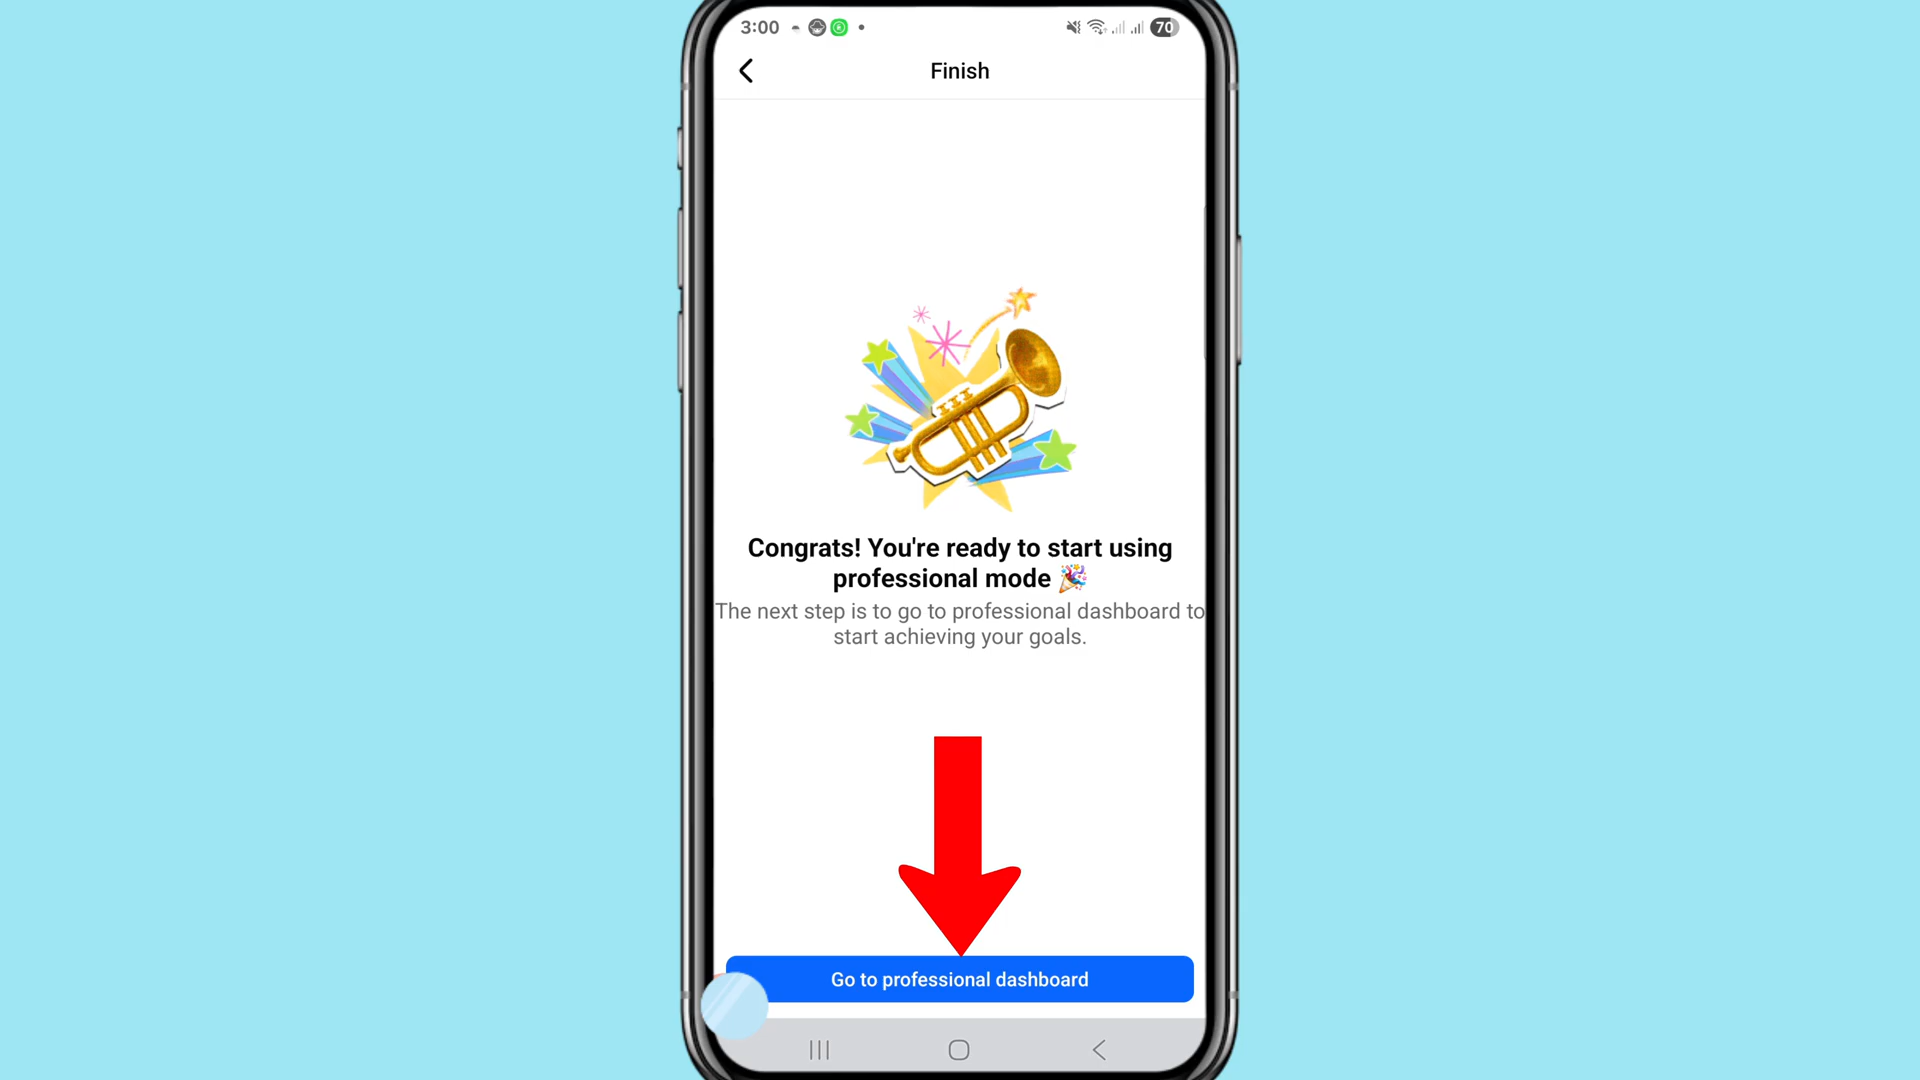 3:00
70
Finish
Congrats! You're ready to start using
professional mode 🎉
The next step is to go to professional dashboard to
start achieving your goals.
Go to professional dashboard